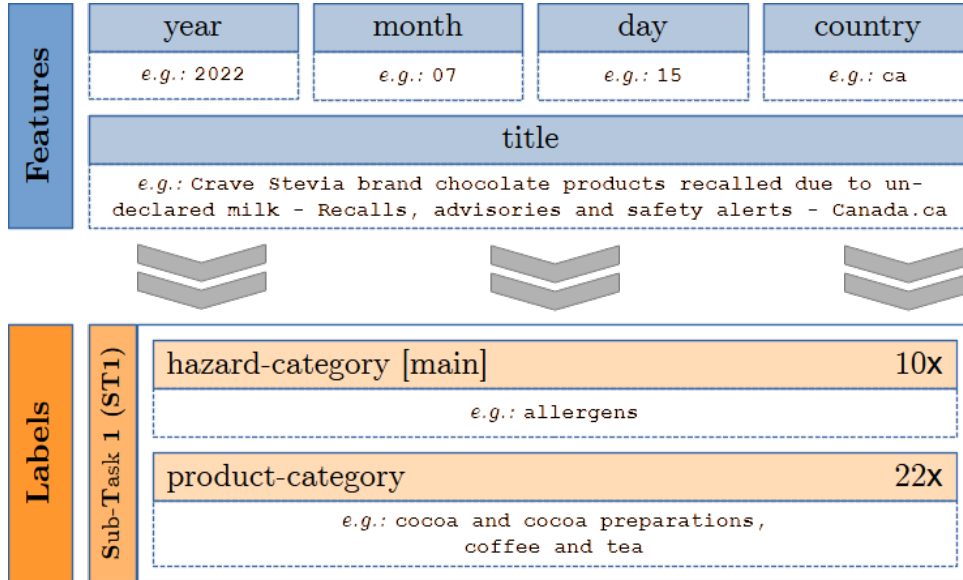 Features
year
month
day
country
e.g.: 2022
e.g.: 07
e.g.: 15
e.g.: ca
title
e.g.: Crave Stevia brand chocolate products recalled due to un-
declared milk - Recalls, advisories and safety alerts - Canada.ca
Labels
Sub-Task 1 (ST1)
hazard-category [main] 10x
e.g.: allergens
product-category 22x
e.g.: cocoa and cocoa preparations,
coffee and tea